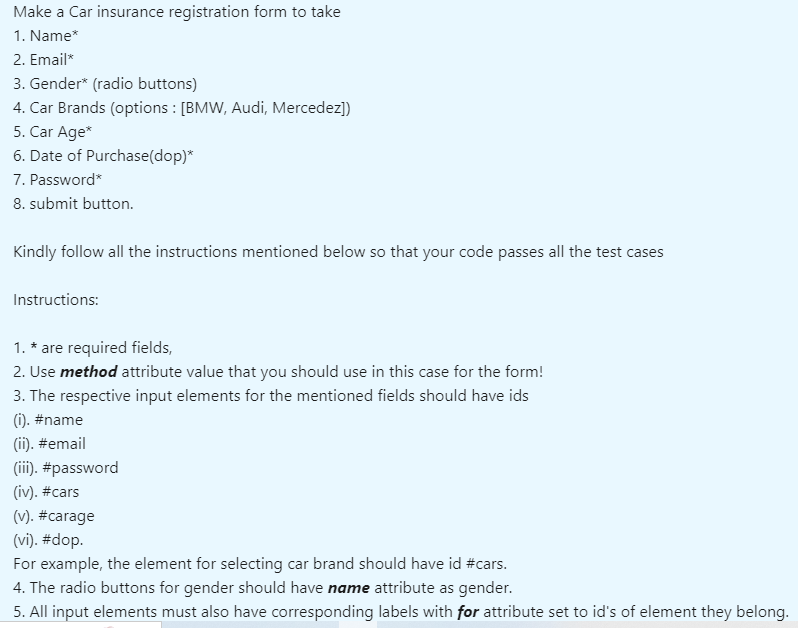 Make a Car insurance registration form to take
1. Name*
2. Email*
3. Gender* (radio buttons)
4. Car Brands (options : [BMW, Audi, Mercedez])
5. Car Age*
6. Date of Purchase(dop)*
7. Password*
8. submit button.
Kindly follow all the instructions mentioned below so that your code passes all the test cases
Instructions:
1. * are required fields,
2. Use method attribute value that you should use in this case for the form!
3. The respective input elements for the mentioned fields should have ids
(i). #name
(ii). #email
(iii). #password
(iv). #cars
(v). #carage
(vi). #dop.
For example, the element for selecting car brand should have id #cars.
4. The radio buttons for gender should have name attribute as gender.
5. All input elements must also have corresponding labels with for attribute set to id's of element they belong.